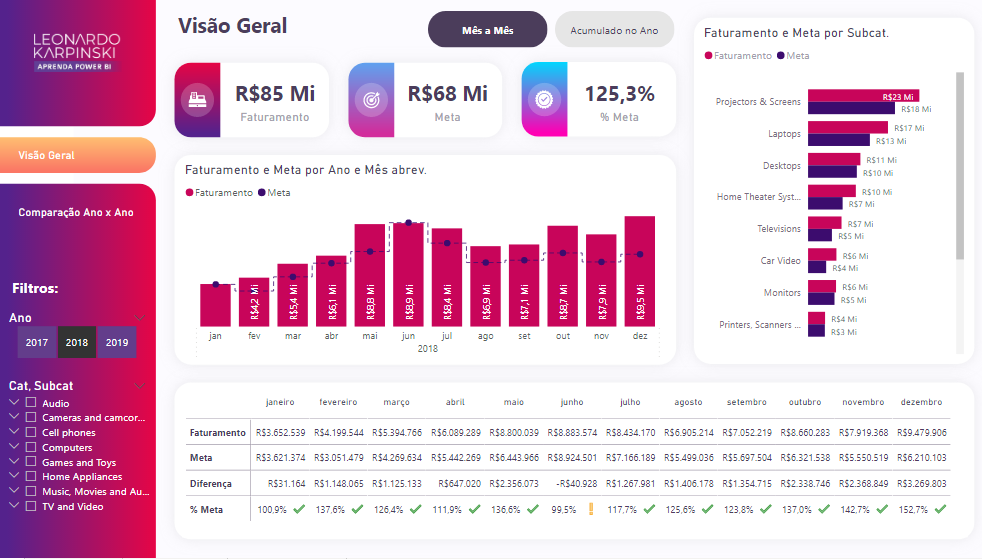 LEONARDO
KARPINSKI
APRENDA POWER BI
Visão Geral
Comparação Ano x Ano
Filtros:
Ano
2017 2018 2019
Cat, Subcat
Audio
Cameras and camcor...
Cell phones
Computers
Games and Toys
Home Appliances
Music, Movies and Au...
TV and Video
Visão Geral
Mês a Mês
Acumulado no Ano
R$85 Mi
Faturamento
R$68 Mi
Meta
125,3%
% Meta
Faturamento e Meta por Ano e Mês abrev.
Faturamento Meta
R$4,2 Mi R$5,4 Mi R$6,1 Mi R$8,8 Mi R$8,9 Mi R$8,4 Mi R$6,9 Mi R$7,1 Mi R$8,7 Mi R$7,9 Mi R$9,5 Mi
jan fev mar abr mai jun jul ago set out nov dez
2018
Faturamento e Meta por Subcat.
Faturamento Meta
Projectors & Screens R$23 Mi
R$18 Mi
Laptops R$17 Mi
R$13 Mi
Desktops R$11 Mi
R$10 Mi
Home Theater Syst... R$10 Mi
R$7 Mi
Televisions R$7 Mi
R$5 Mi
Car Video R$6 Mi
R$4 Mi
Monitors R$6 Mi
R$5 Mi
Printers, Scanners ... R$4 Mi
R$3 Mi
janeiro fevereiro março abril maio junho julho agosto setembro outubro novembro dezembro
Faturamento R$3.652.539 R$4.199.544 R$5.394.766 R$6.089.289 R$8.800.039 R$8.883.574 R$8.434.170 R$6.905.214 R$7.052.219 R$8.660.283 R$7.919.368 R$9.479.906
Meta R$3.621.374 R$3.051.479 R$4.269.634 R$5.442.269 R$6.443.966 R$8.924.501 R$7.166.189 R$5.499.036 R$5.697.504 R$6.321.538 R$5.550.519 R$6.210.103
Diferença R$31.164 R$1.148.065 R$1.125.133 R$647.020 R$2.356.073 -R$40.928 R$1.267.981 R$1.406.178 R$1.354.715 R$2.338.746 R$2.368.849 R$3.269.803
% Meta 100,9% 137,6% 126,4% 111,9% 136,6% 99,5% 117,7% 125,6% 123,8% 137,0% 142,7% 152,7%